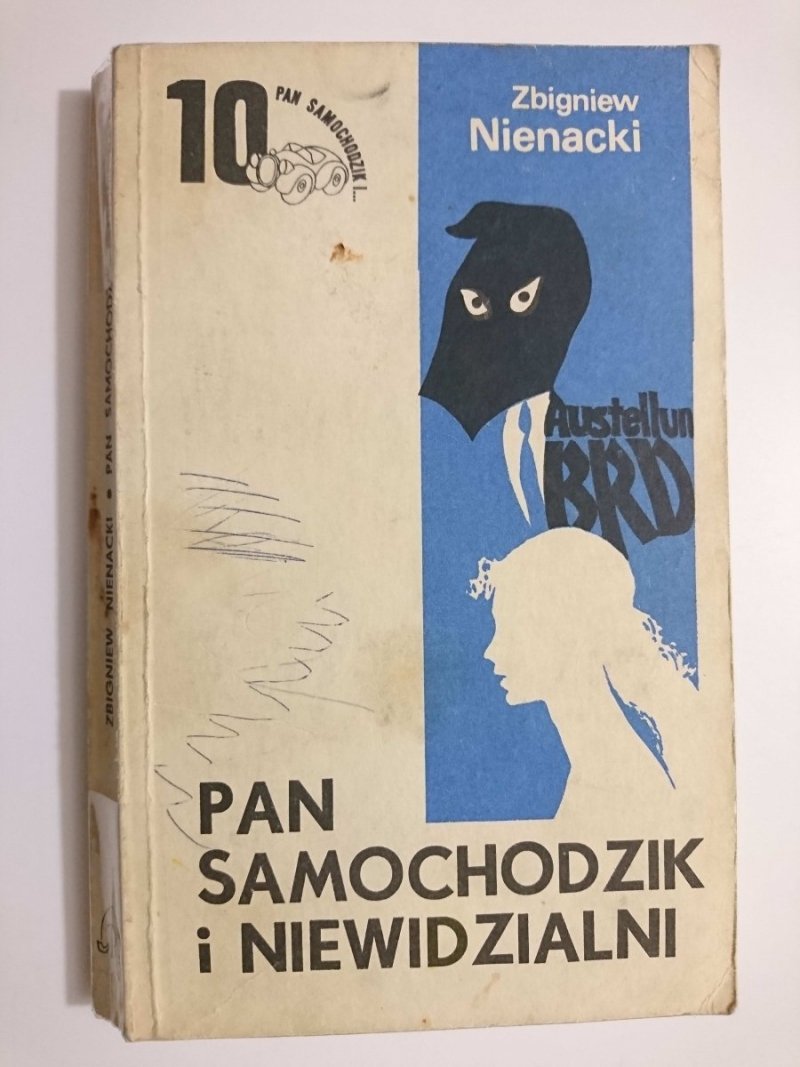 10
PAN SAMOCHODZIK I...
Zbigniew
Nienacki
Austellun
BRD
PAN
SAMOCHODZIK
i NIEWIDZIALNI
ZBIGNIEW NIENACKI • PAN SAMOCHODZ